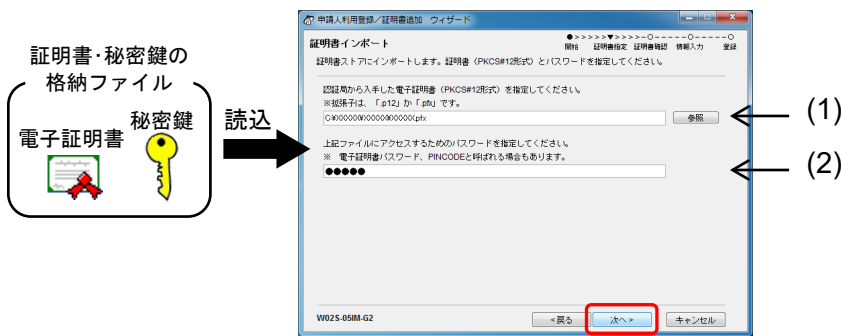 証明書・秘密鍵の
格納ファイル
電子証明書
秘密鍵
読込
申請人利用登録／証明書追加 ウィザード
証明書インポート
●>>>>>▼>>>>-O-----O-----O
開始 証明書指定 証明書確認 情報入力 登録
証明書ストアにインポートします。証明書（PKCS#12形式）とパスワードを指定してください。
認証局から入手した電子証明書（PKCS#12形式）を指定してください。
※拡張子は、「.p12」か「.pfx」です。
C:¥XXXXX¥XXXXX¥XXXXX.pfx
参照
(1)
上記ファイルにアクセスするためのパスワードを指定してください。
※ 電子証明書パスワード、PINCODEと呼ばれる場合もあります。
●●●●●
(2)
W02S-05IM-G2
<戻る
次へ>
キャンセル